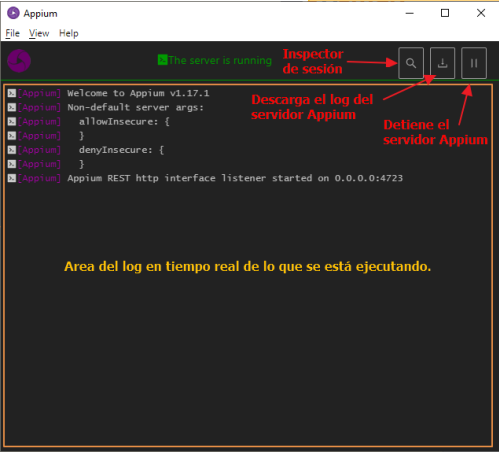 Appium
File View Help
The server is running
Inspector
de sesión
Descarga el log del
servidor Appium
Detiene el
servidor Appium
[Appium] Welcome to Appium v1.17.1
[Appium] Non-default server args:
[Appium] allowInsecure: {
[Appium] }
[Appium] denyInsecure: {
[Appium] }
[Appium] Appium REST http interface listener started on 0.0.0.0:4723
Area del log en tiempo real de lo que se está ejecutando.